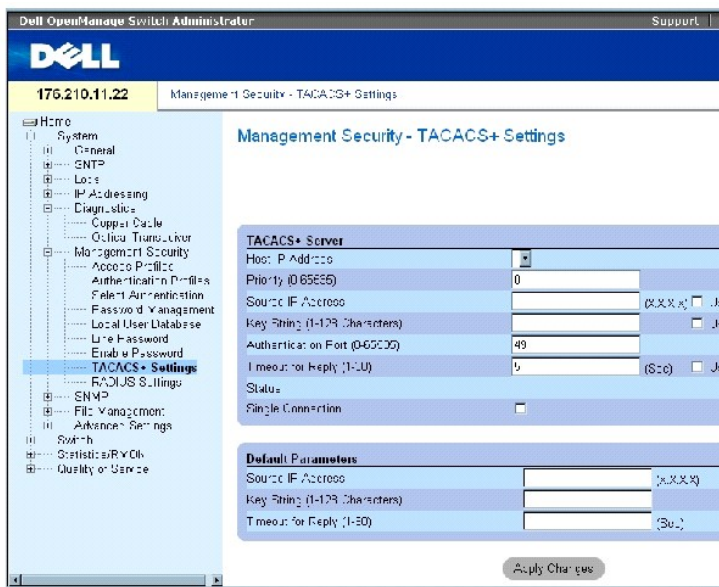 Dell OpenManage Switch Administrator
Support
DELL
176.210.11.22
Management Security - TACACS+ Settings
Home
System
General
SNTP
Logs
IP Addressing
Diagnostics
Copper Cable
Optical Transceiver
Management Security
Access Profiles
Authentication Profiles
Select Authentication
Password Management
Local User Database
Line Password
Enable Password
TACACS+ Settings
RADIUS Settings
SNMP
File Management
Advanced Settings
Switch
Statistics/RMON
Quality of Service
Management Security - TACACS+ Settings
TACACS+ Server
Host IP Address
Priority (0-65535) 0
Source IP Address (X.X.X.X)
Key String (1-128 Characters)
Authentication Port (0-65535) 49
Timeout for Reply (1-30) 5 (Sec)
Status
Single Connection
Default Parameters
Source IP Address (X.X.X.X)
Key String (1-128 Characters)
Timeout for Reply (1-30) (Sec)
Apply Changes